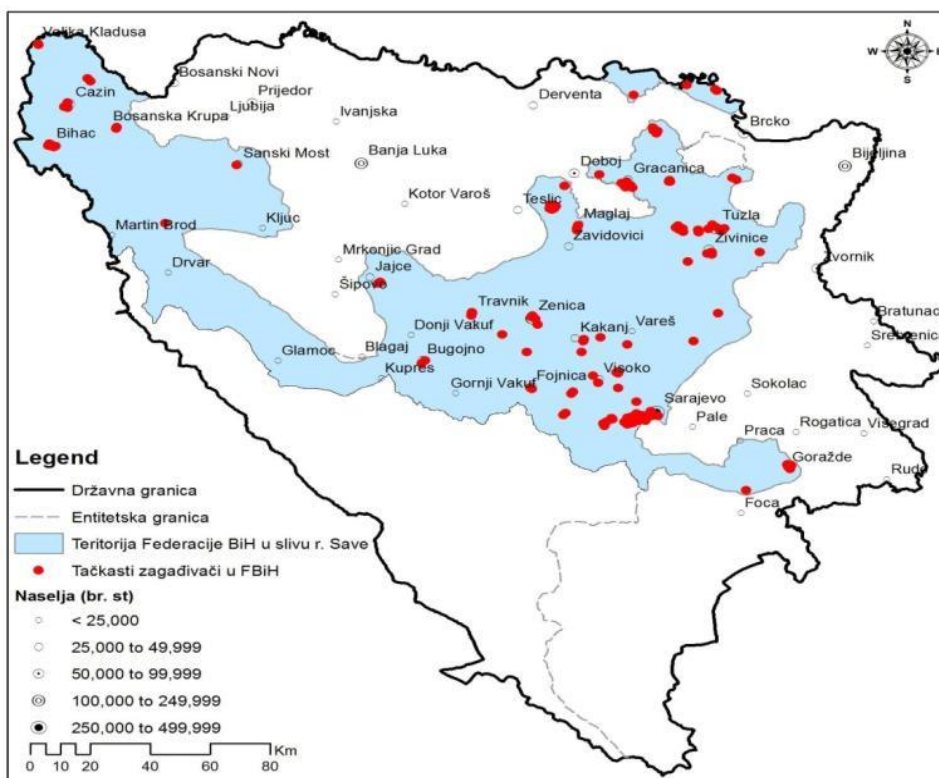 Velika Kladusa
N
W
E
S
Bosanski Novi
Cazin
Prijedor
Derventa
Ljubija
Ivanjska
Bosanska Krupa
Brcko
Bihac
Banja Luka
Bijeljina
Sanski Most
Doboj
Gracanica
Kotor Varoš
Teslic
Maglaj
Tuzla
Martin Brod
Kljuc
Zavidovici
Zivinice
Mrkonjic Grad
Zvornik
Drvar
Jajce
Šipovo
Travnik
Zenica
Bratunac
Donji Vakuf
Kakanj
Vareš
Srebrenica
Glamoc
Blagaj
Bugojno
Kupres
Gornji Vakuf
Fojnica
Visoko
Sokolac
Sarajevo
Pale
Rogatica
Praca
Višegrad
Goražde
Rudo
Foca
Legend
Državna granica
Entitetska granica
Teritorija Federacije BiH u slivu r. Save
Tačkasti zagađivači u FBiH
Naselja (br. st)
< 25,000
25,000 to 49,999
50,000 to 99,999
100,000 to 249,999
250,000 to 499,999
Km
0 10 20 40 60 80